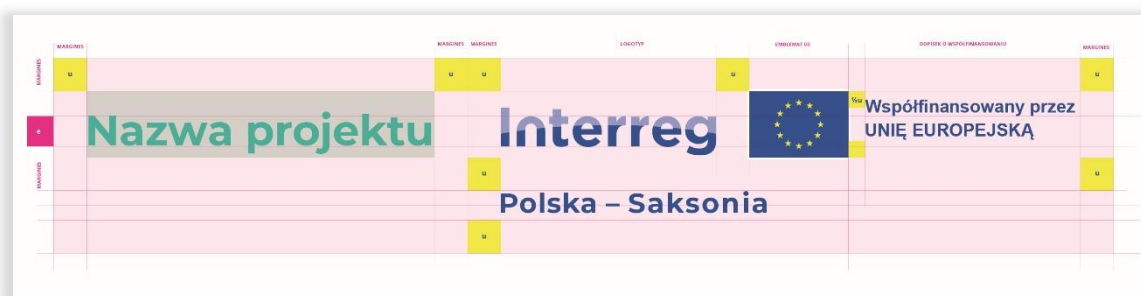 MARGINES MARGINES MARGINES LOGOTYP EMBLEMAT UE DOPISEK O WSPÓŁFINANSOWANIU MARGINES
MARGINES
u u u u u
e
Nazwa projektu
Interreg
½u
Współfinansowany przez
UNIĘ EUROPEJSKĄ
MARGINES
u u
Polska – Saksonia
u